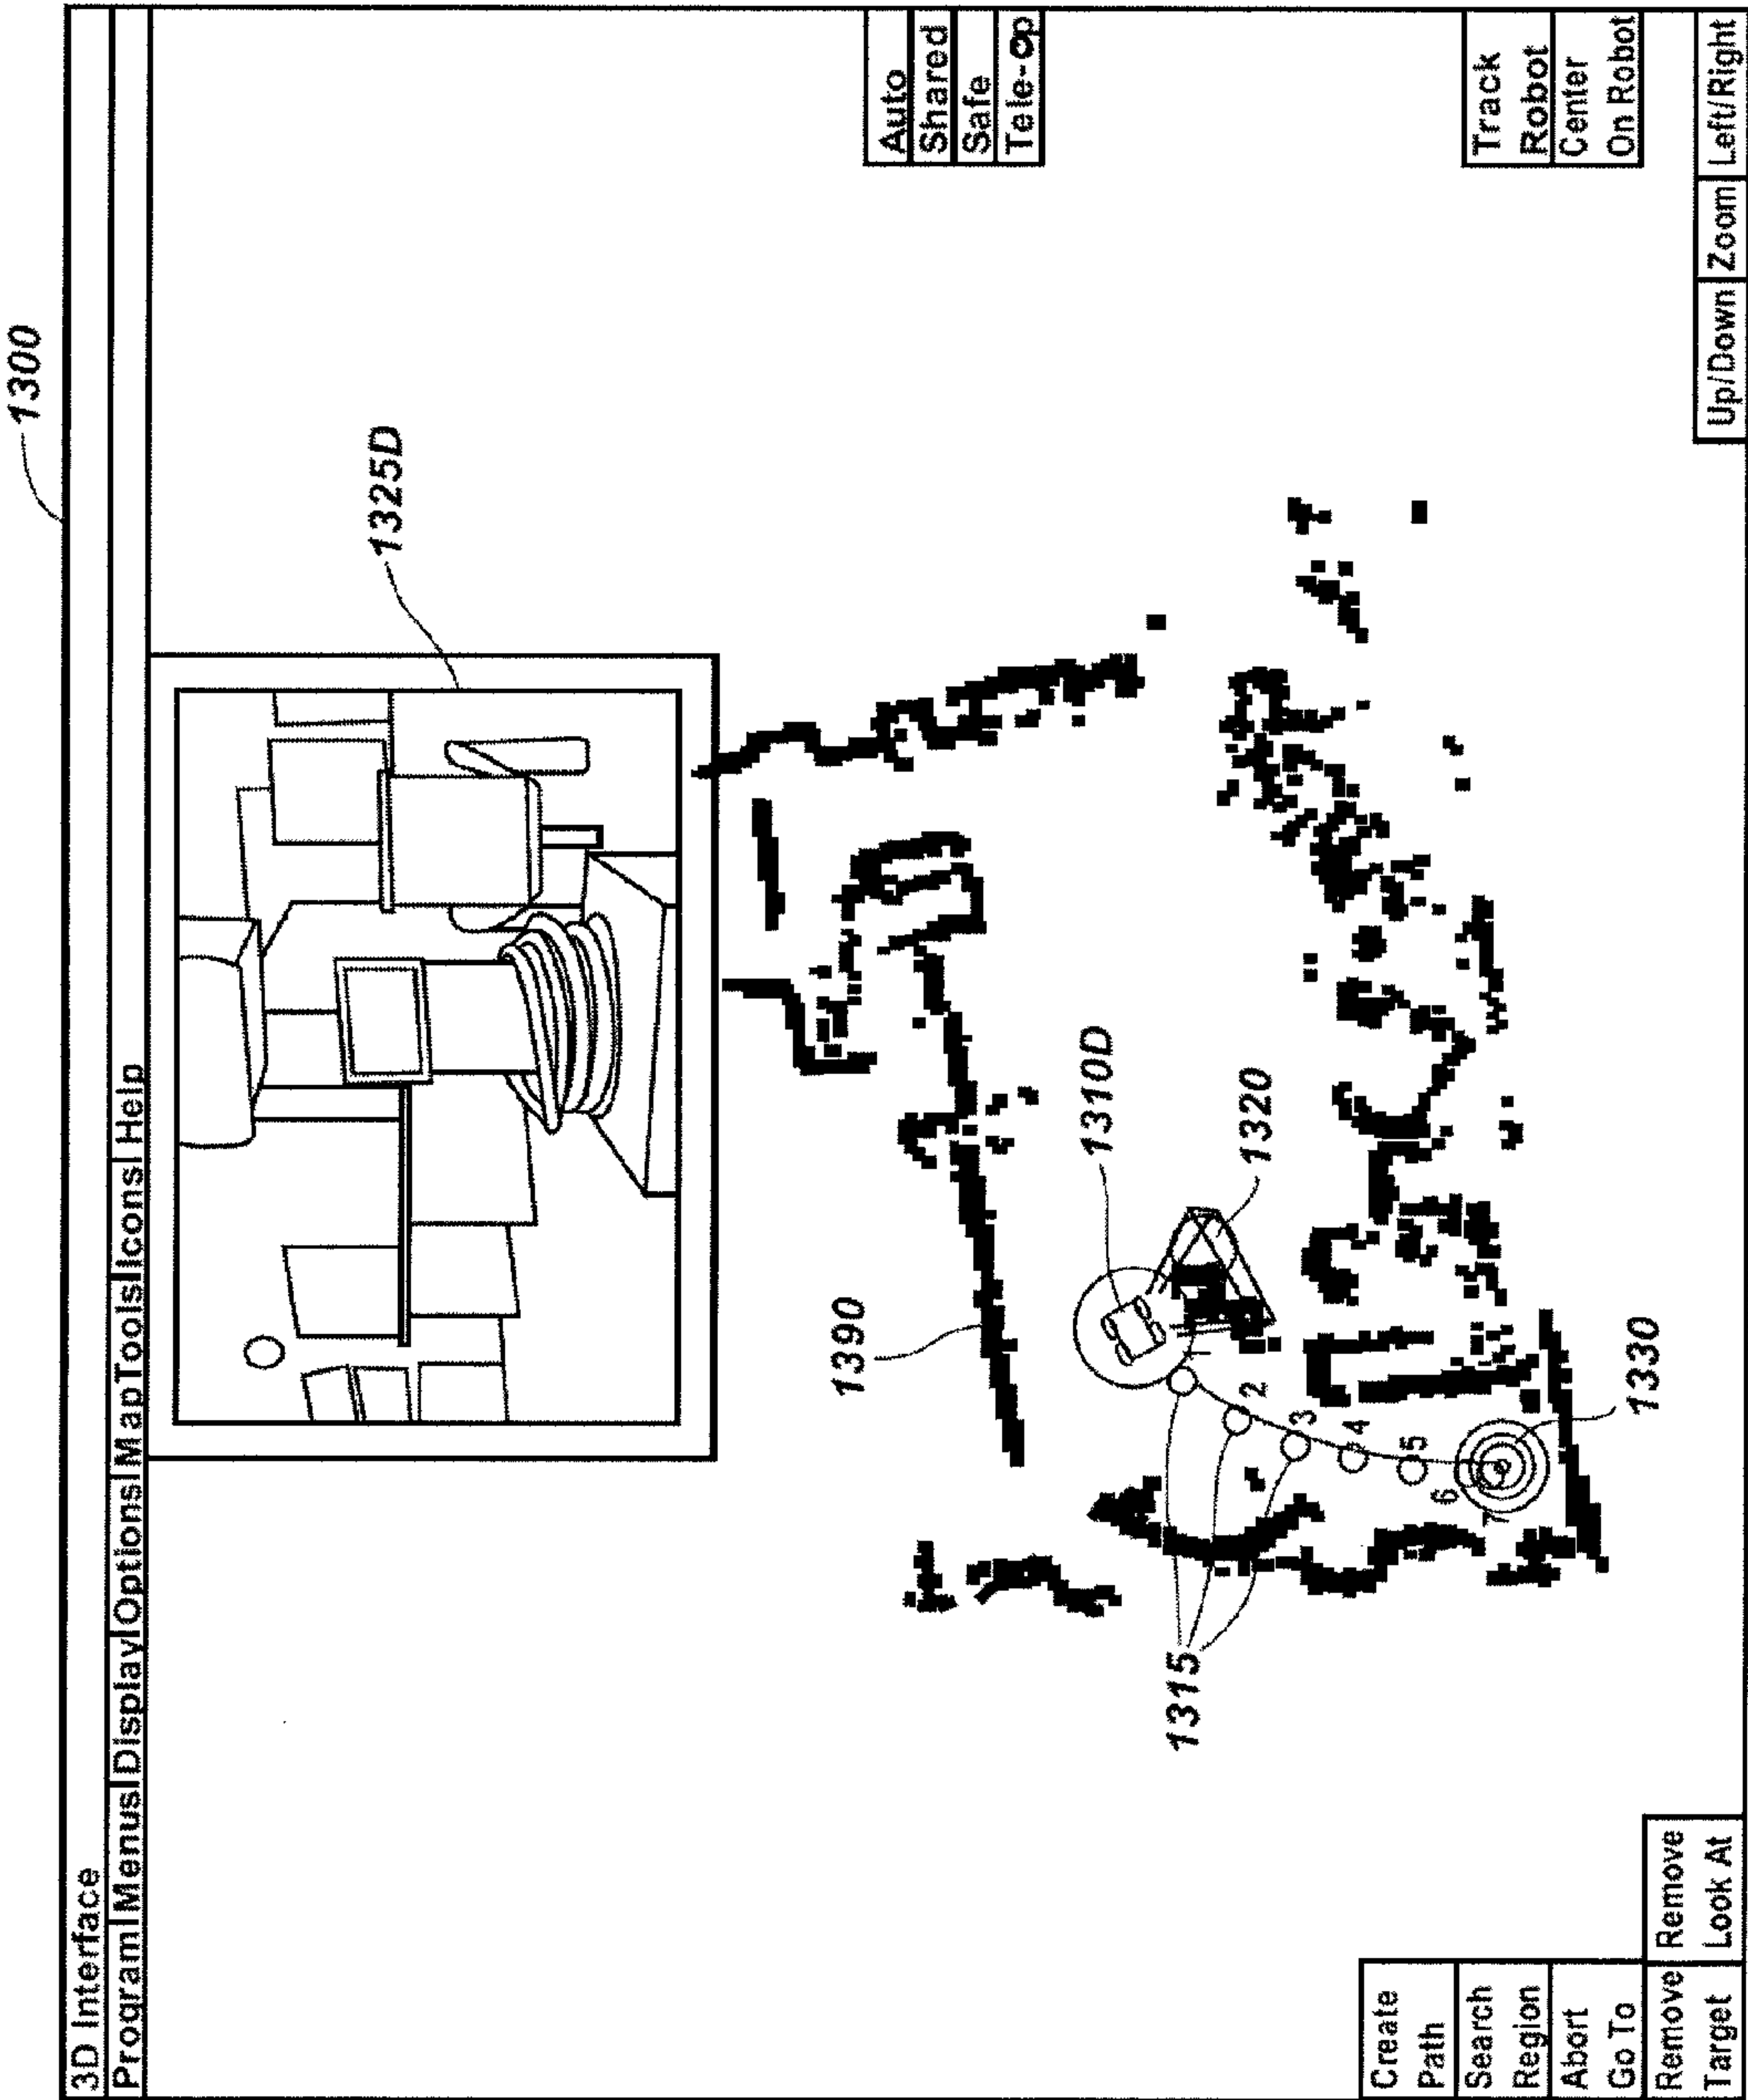 1300
3D Interface
Program|Menus|Display|Options|MapTools|Icons| Help
1325D
Auto
Shared
Safe
Tele-Op
1390
1310D
1320
1315
1
2
3
4
5
6
7
1330
Track
Robot
Center
On Robot
Create
Path
Search
Region
Abort
Go To
Remove
Target
Remove
Look At
Up/Down
Zoom
Left/Right